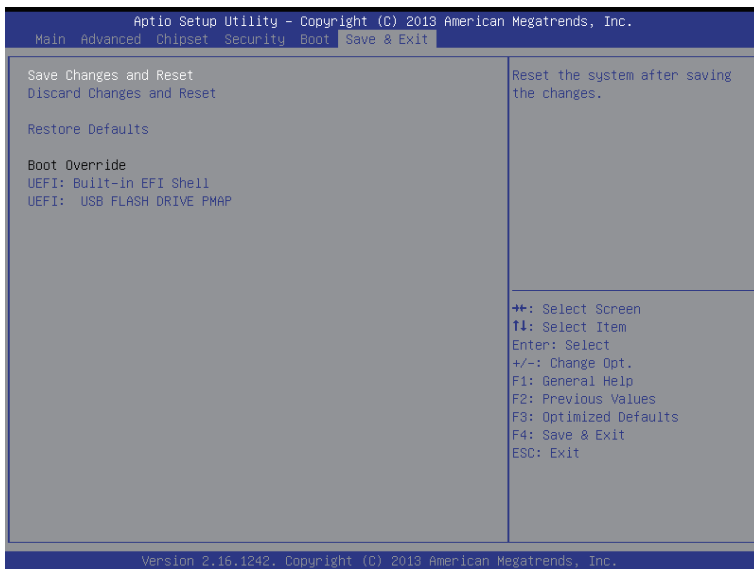 Aptio Setup Utility – Copyright (C) 2013 American Megatrends, Inc.
Main Advanced Chipset Security Boot Save & Exit
Save Changes and Reset
Discard Changes and Reset
Restore Defaults
Boot Override
UEFI: Built-in EFI Shell
UEFI: USB FLASH DRIVE PMAP
Reset the system after saving
the changes.
→←: Select Screen
↑↓: Select Item
Enter: Select
+/-: Change Opt.
F1: General Help
F2: Previous Values
F3: Optimized Defaults
F4: Save & Exit
ESC: Exit
Version 2.16.1242. Copyright (C) 2013 American Megatrends, Inc.